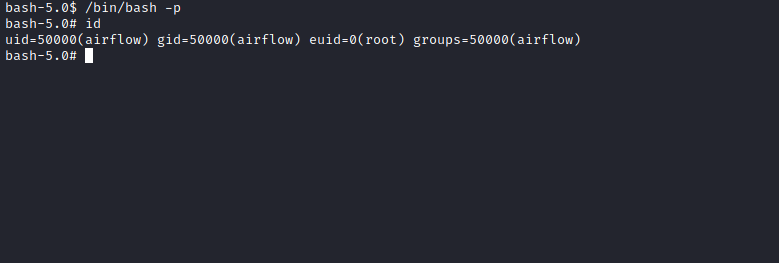 bash-5.0$ /bin/bash -p
bash-5.0# id
uid=50000(airflow) gid=50000(airflow) euid=0(root) groups=50000(airflow)
bash-5.0#